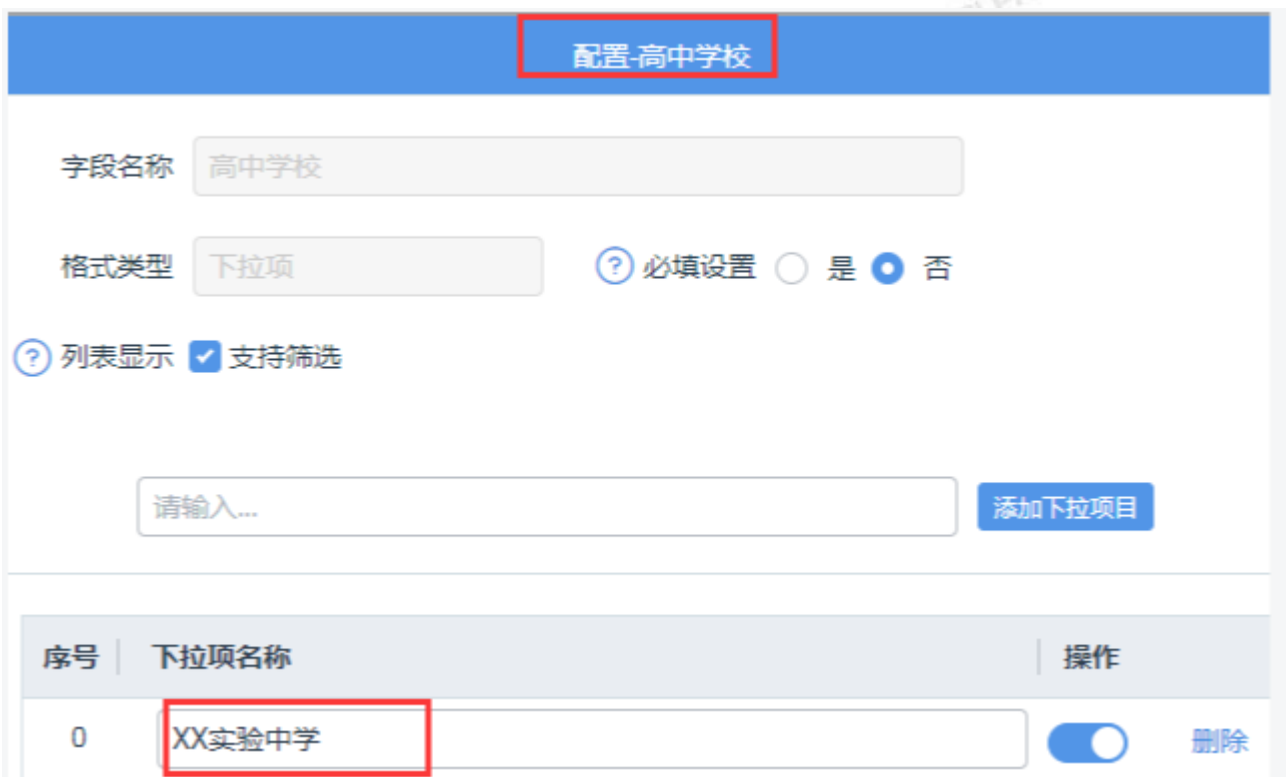 配置-高中学校
字段名称 高中学校
格式类型 下拉项 ? 必填设置 是 否
? 列表显示 支持筛选
请输入... 添加下拉项目
序号 下拉项名称 操作
0 XX实验中学 删除